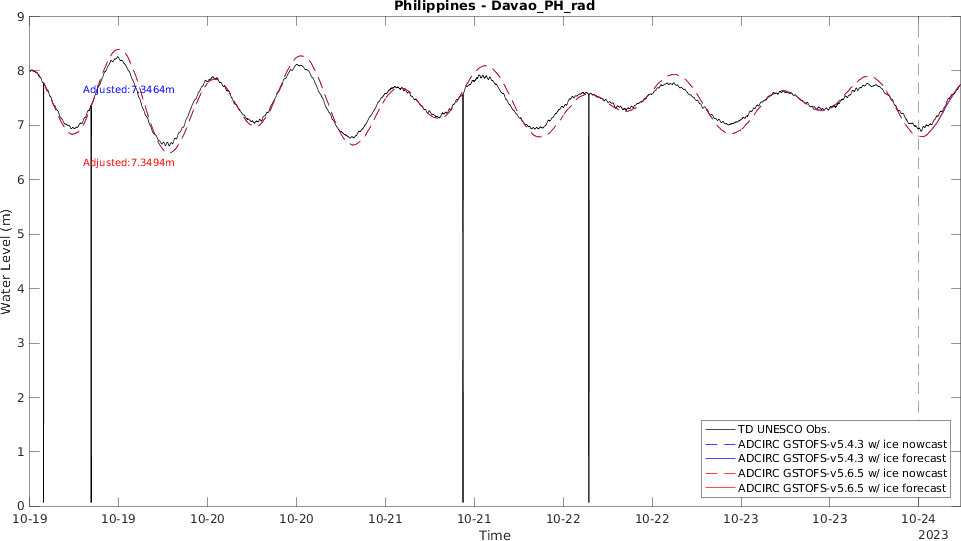 Philippines - Davao_PH_rad
9
8
7
6
5
4
3
2
1
0
Water Level (m)
Adjusted:7.3464m
Adjusted:7.3494m
TD UNESCO Obs.
ADCIRC GSTOFS-v5.4.3 w/ ice nowcast
ADCIRC GSTOFS-v5.4.3 w/ ice forecast
ADCIRC GSTOFS-v5.6.5 w/ ice nowcast
ADCIRC GSTOFS-v5.6.5 w/ ice forecast
10-19 10-19 10-20 10-20 10-21 10-21 10-22 10-22 10-23 10-23 10-24
Time
2023